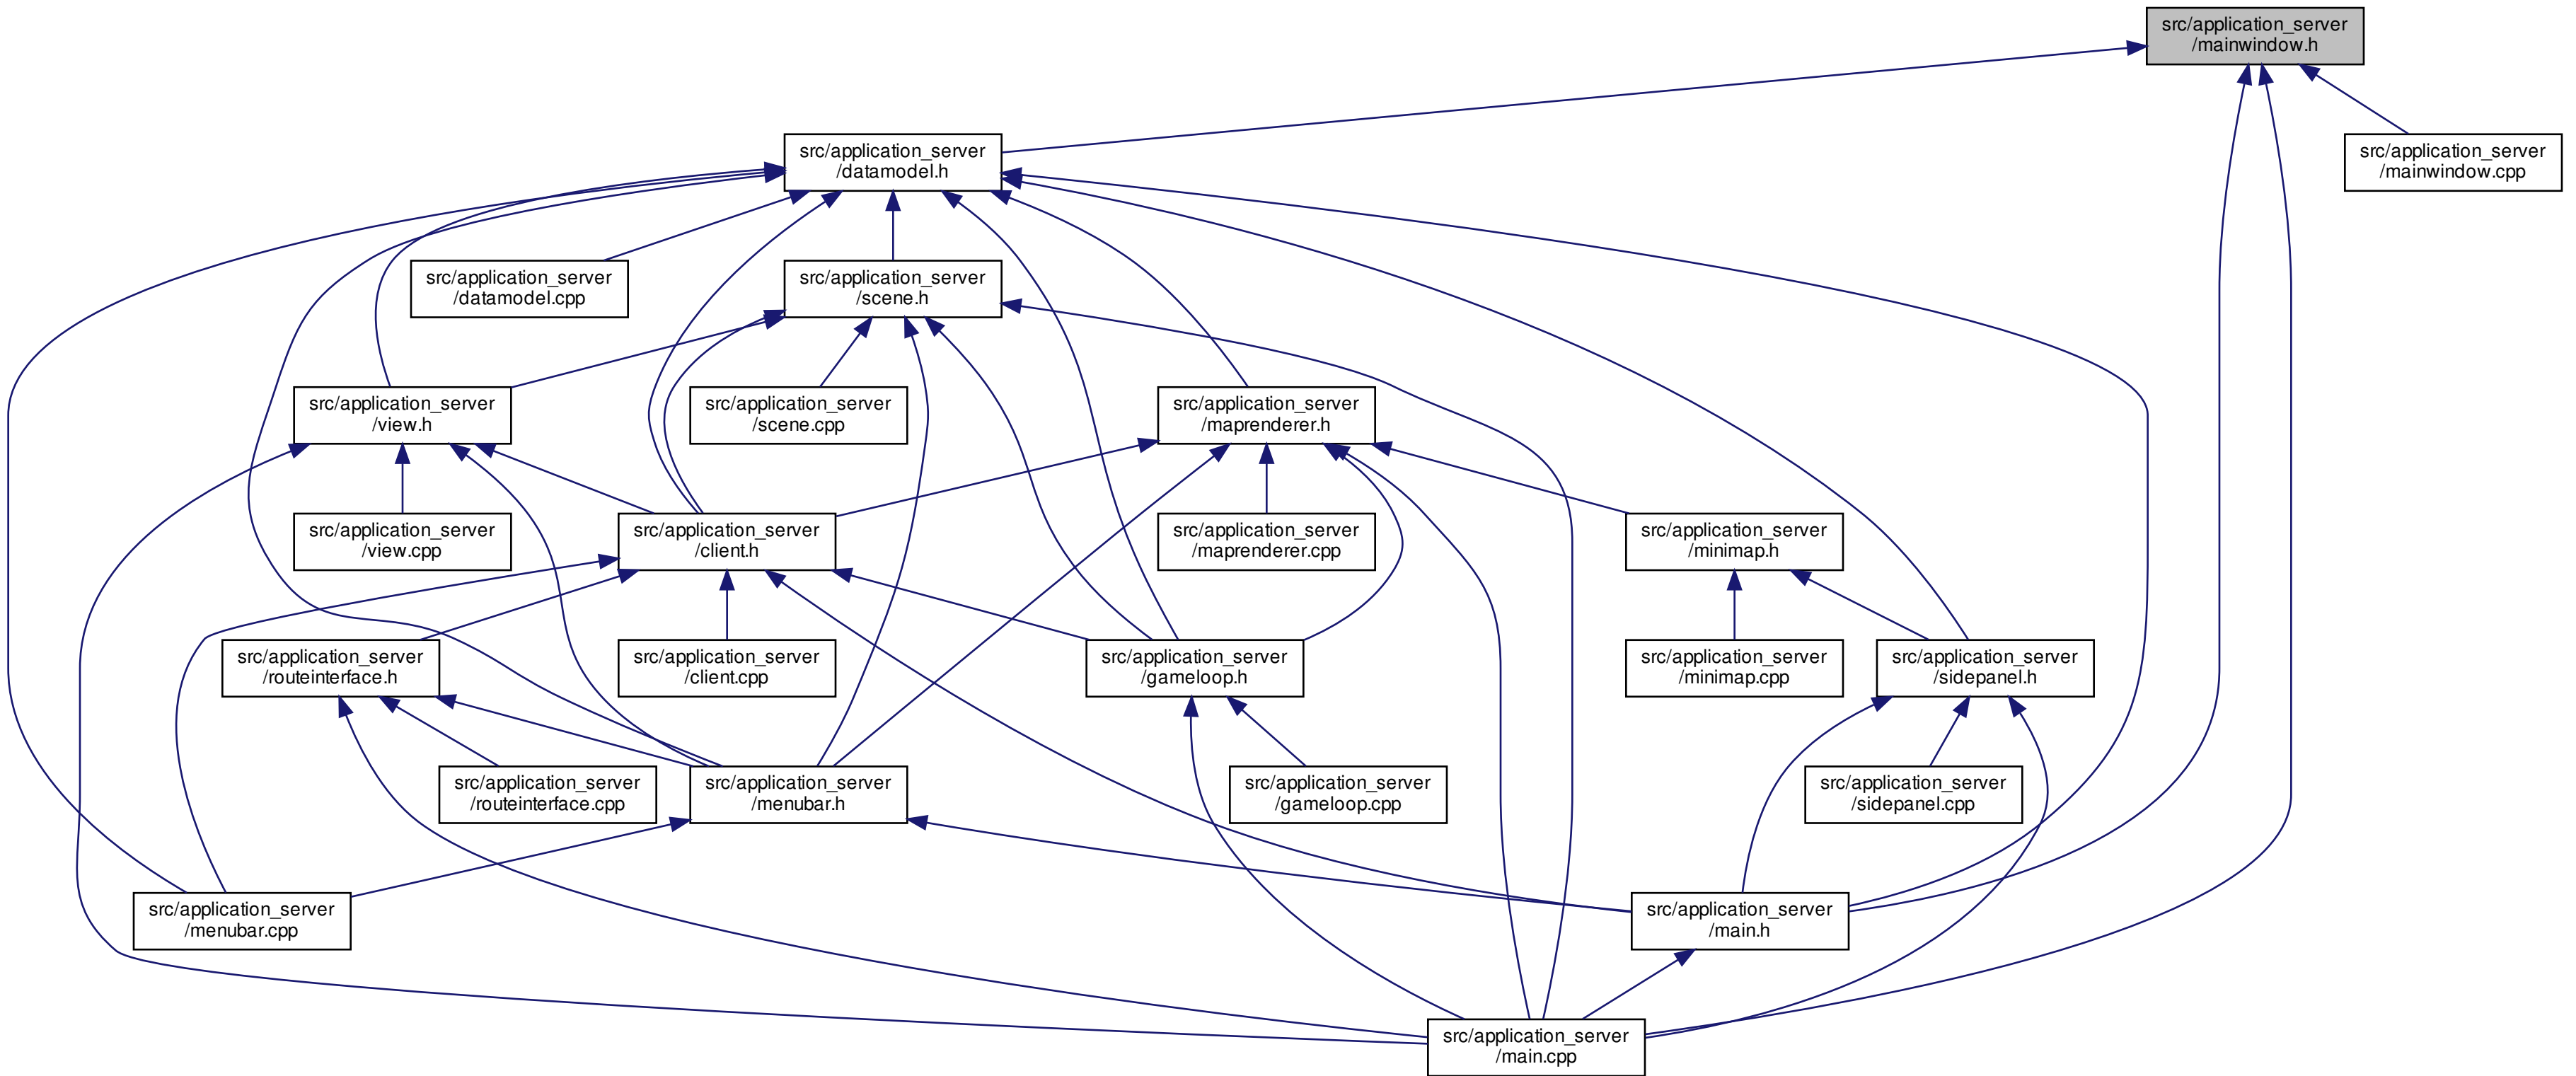 src/application_server
/mainwindow.h
src/application_server
/datamodel.h
src/application_server
/mainwindow.cpp
src/application_server
/datamodel.cpp
src/application_server
/scene.h
src/application_server
/view.h
src/application_server
/scene.cpp
src/application_server
/maprenderer.h
src/application_server
/view.cpp
src/application_server
/client.h
src/application_server
/maprenderer.cpp
src/application_server
/minimap.h
src/application_server
/routeinterface.h
src/application_server
/client.cpp
src/application_server
/gameloop.h
src/application_server
/minimap.cpp
src/application_server
/sidepanel.h
src/application_server
/routeinterface.cpp
src/application_server
/menubar.h
src/application_server
/gameloop.cpp
src/application_server
/sidepanel.cpp
src/application_server
/menubar.cpp
src/application_server
/main.h
src/application_server
/main.cpp